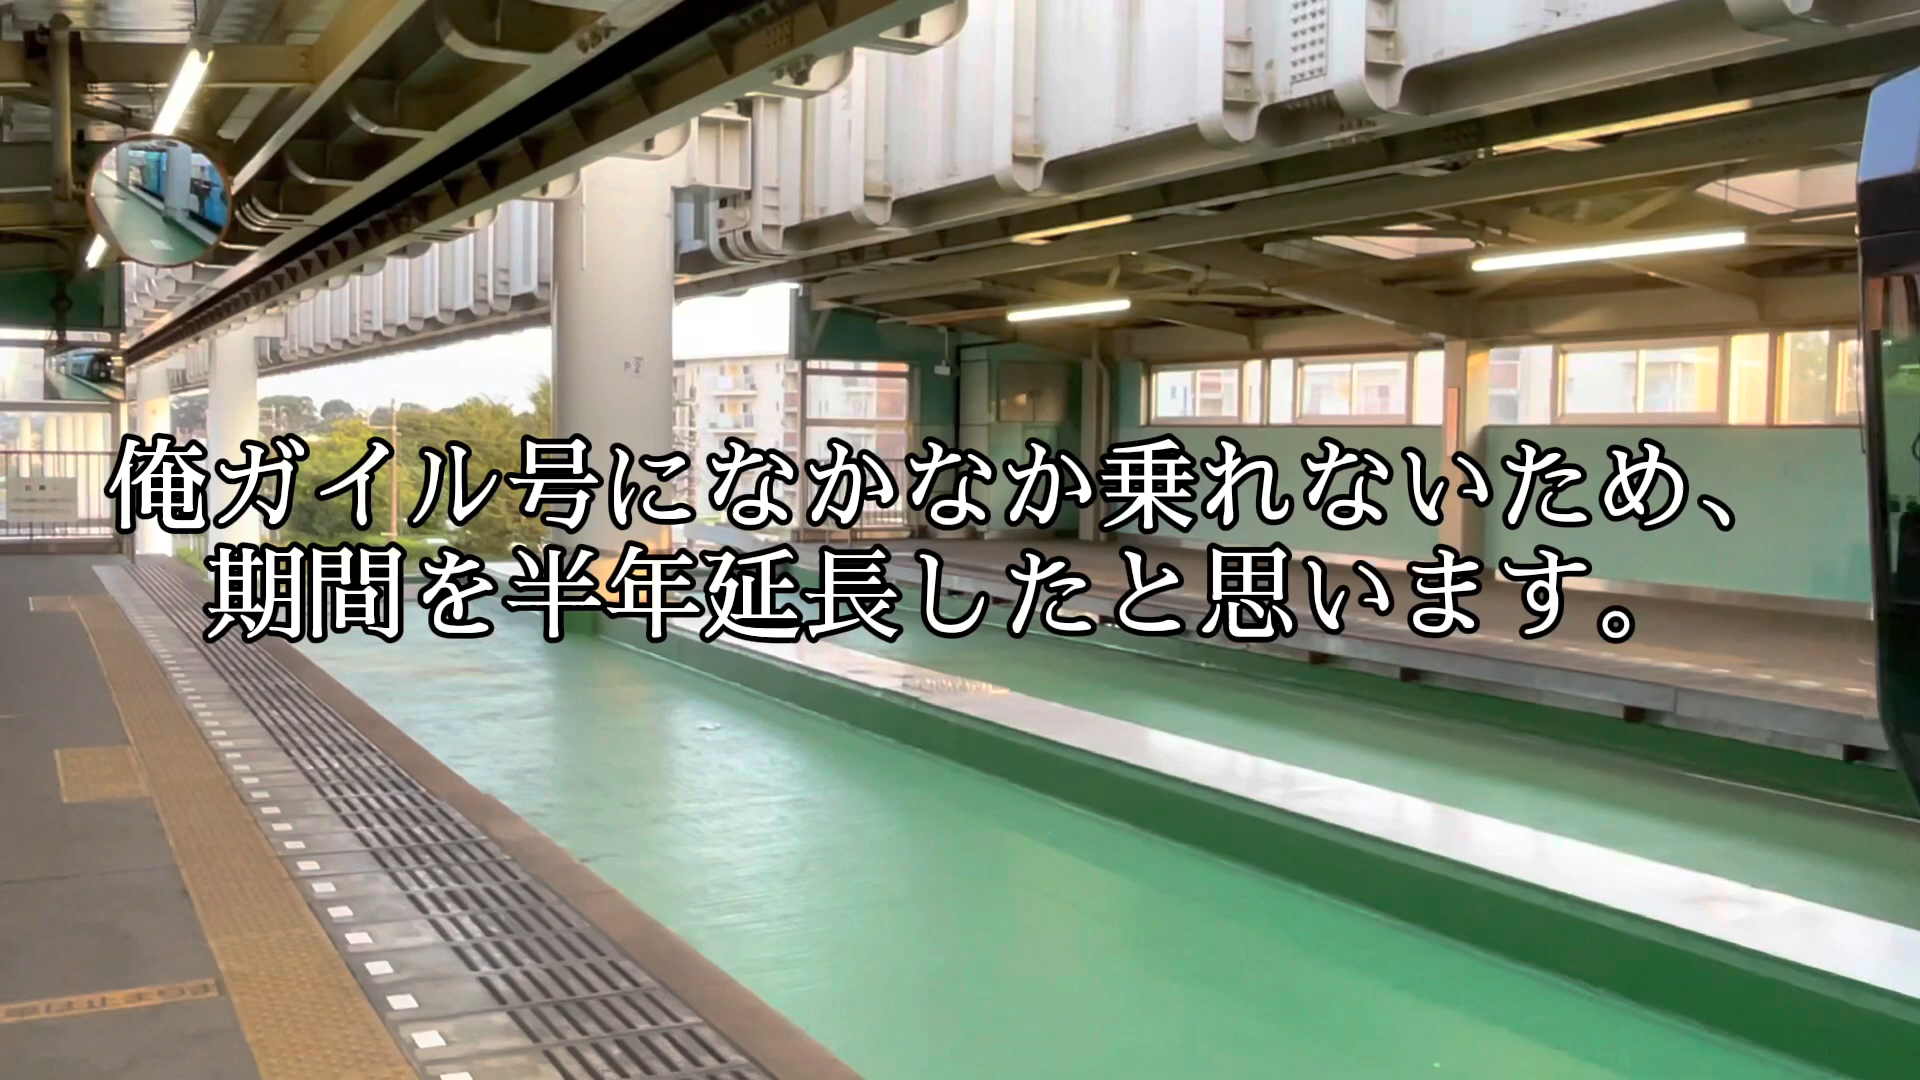 俺ガイル号になかなか乗れないため、
期間を半年延長したと思います。
P2